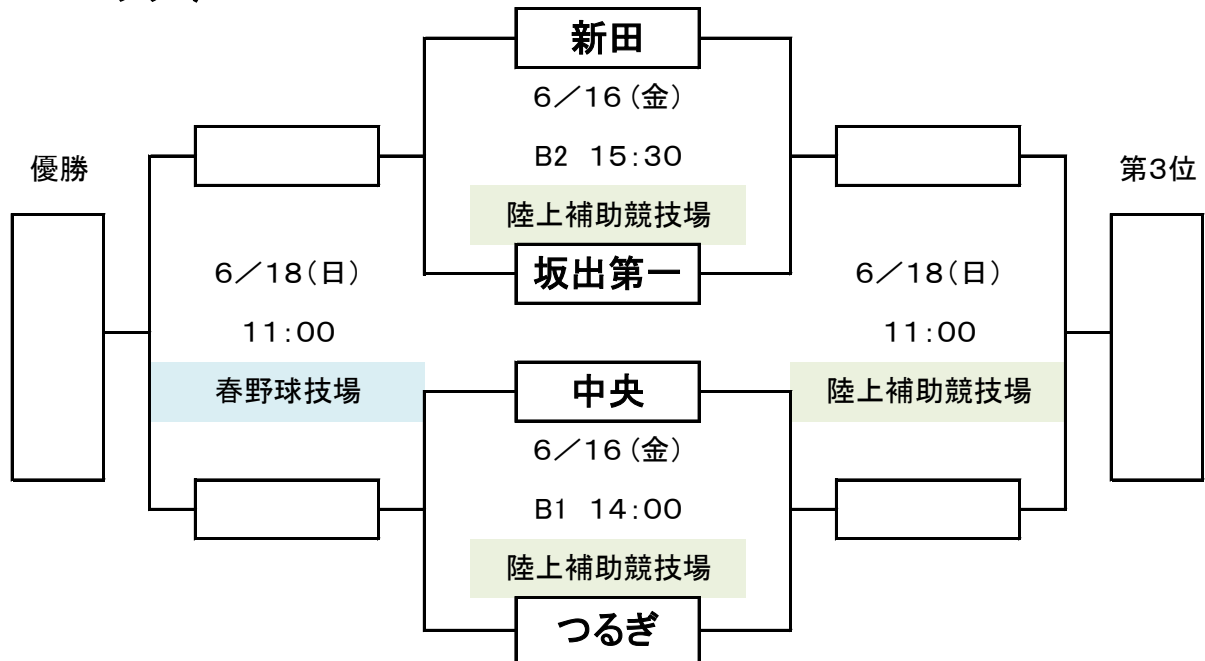 新田
6／16（金）
B2 15:30
陸上補助競技場
坂出第一
優勝
6／18（日）
11:00
春野球技場
第3位
6／18（日）
11:00
陸上補助競技場
中央
6／16（金）
B1 14:00
陸上補助競技場
つるぎ